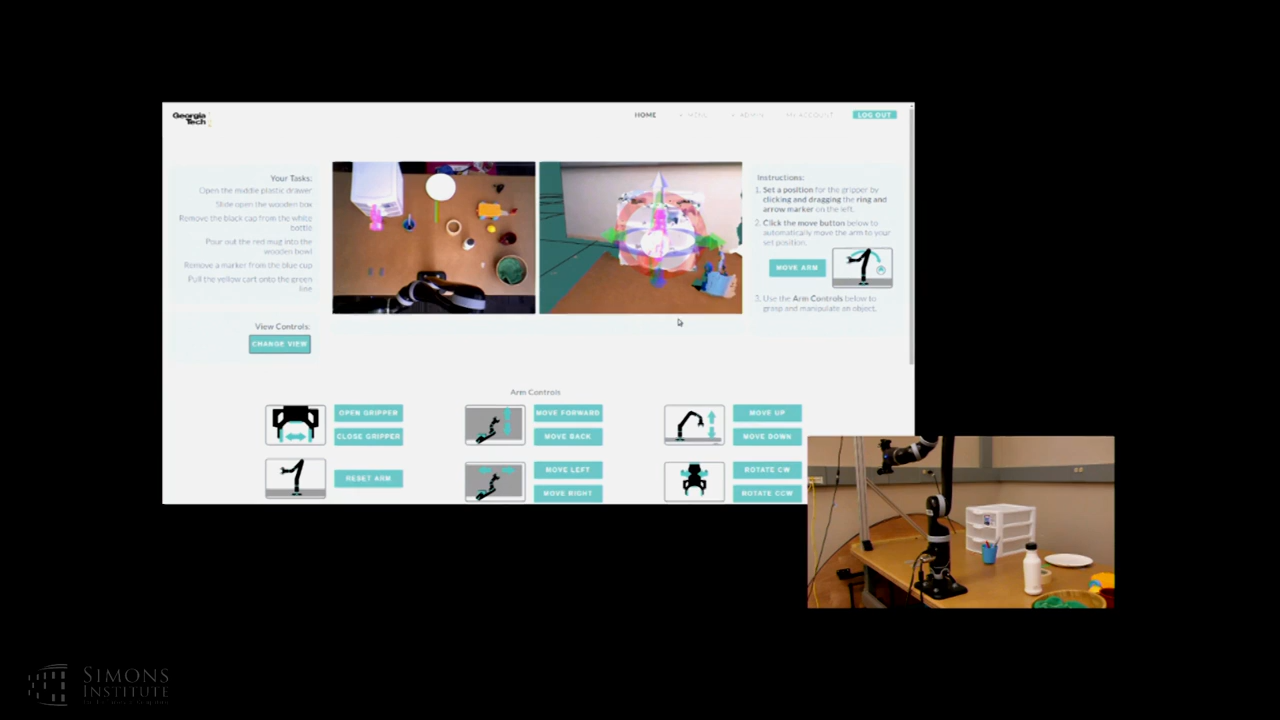 Georgia
Tech
HOME
MENU
ADMIN
MY ACCOUNT
LOG OUT
Your Tasks:
Open the middle plastic drawer
Slide open the wooden box
Remove the black cap from the white
bottle
Pour out the red mug into the
wooden bowl
Remove a marker from the blue cup
Pull the yellow cart onto the green
line
View Controls:
CHANGE VIEW
Instructions:
1. Set a position for the gripper by
clicking and dragging the ring and
arrow marker on the left.
2. Click the move button below to
automatically move the arm to your
set position.
MOVE ARM
3. Use the Arm Controls below to
grasp and manipulate an object.
Arm Controls
OPEN GRIPPER
CLOSE GRIPPER
RESET ARM
MOVE FORWARD
MOVE BACK
MOVE LEFT
MOVE RIGHT
MOVE UP
MOVE DOWN
ROTATE CW
ROTATE CCW
SIMONS
INSTITUTE